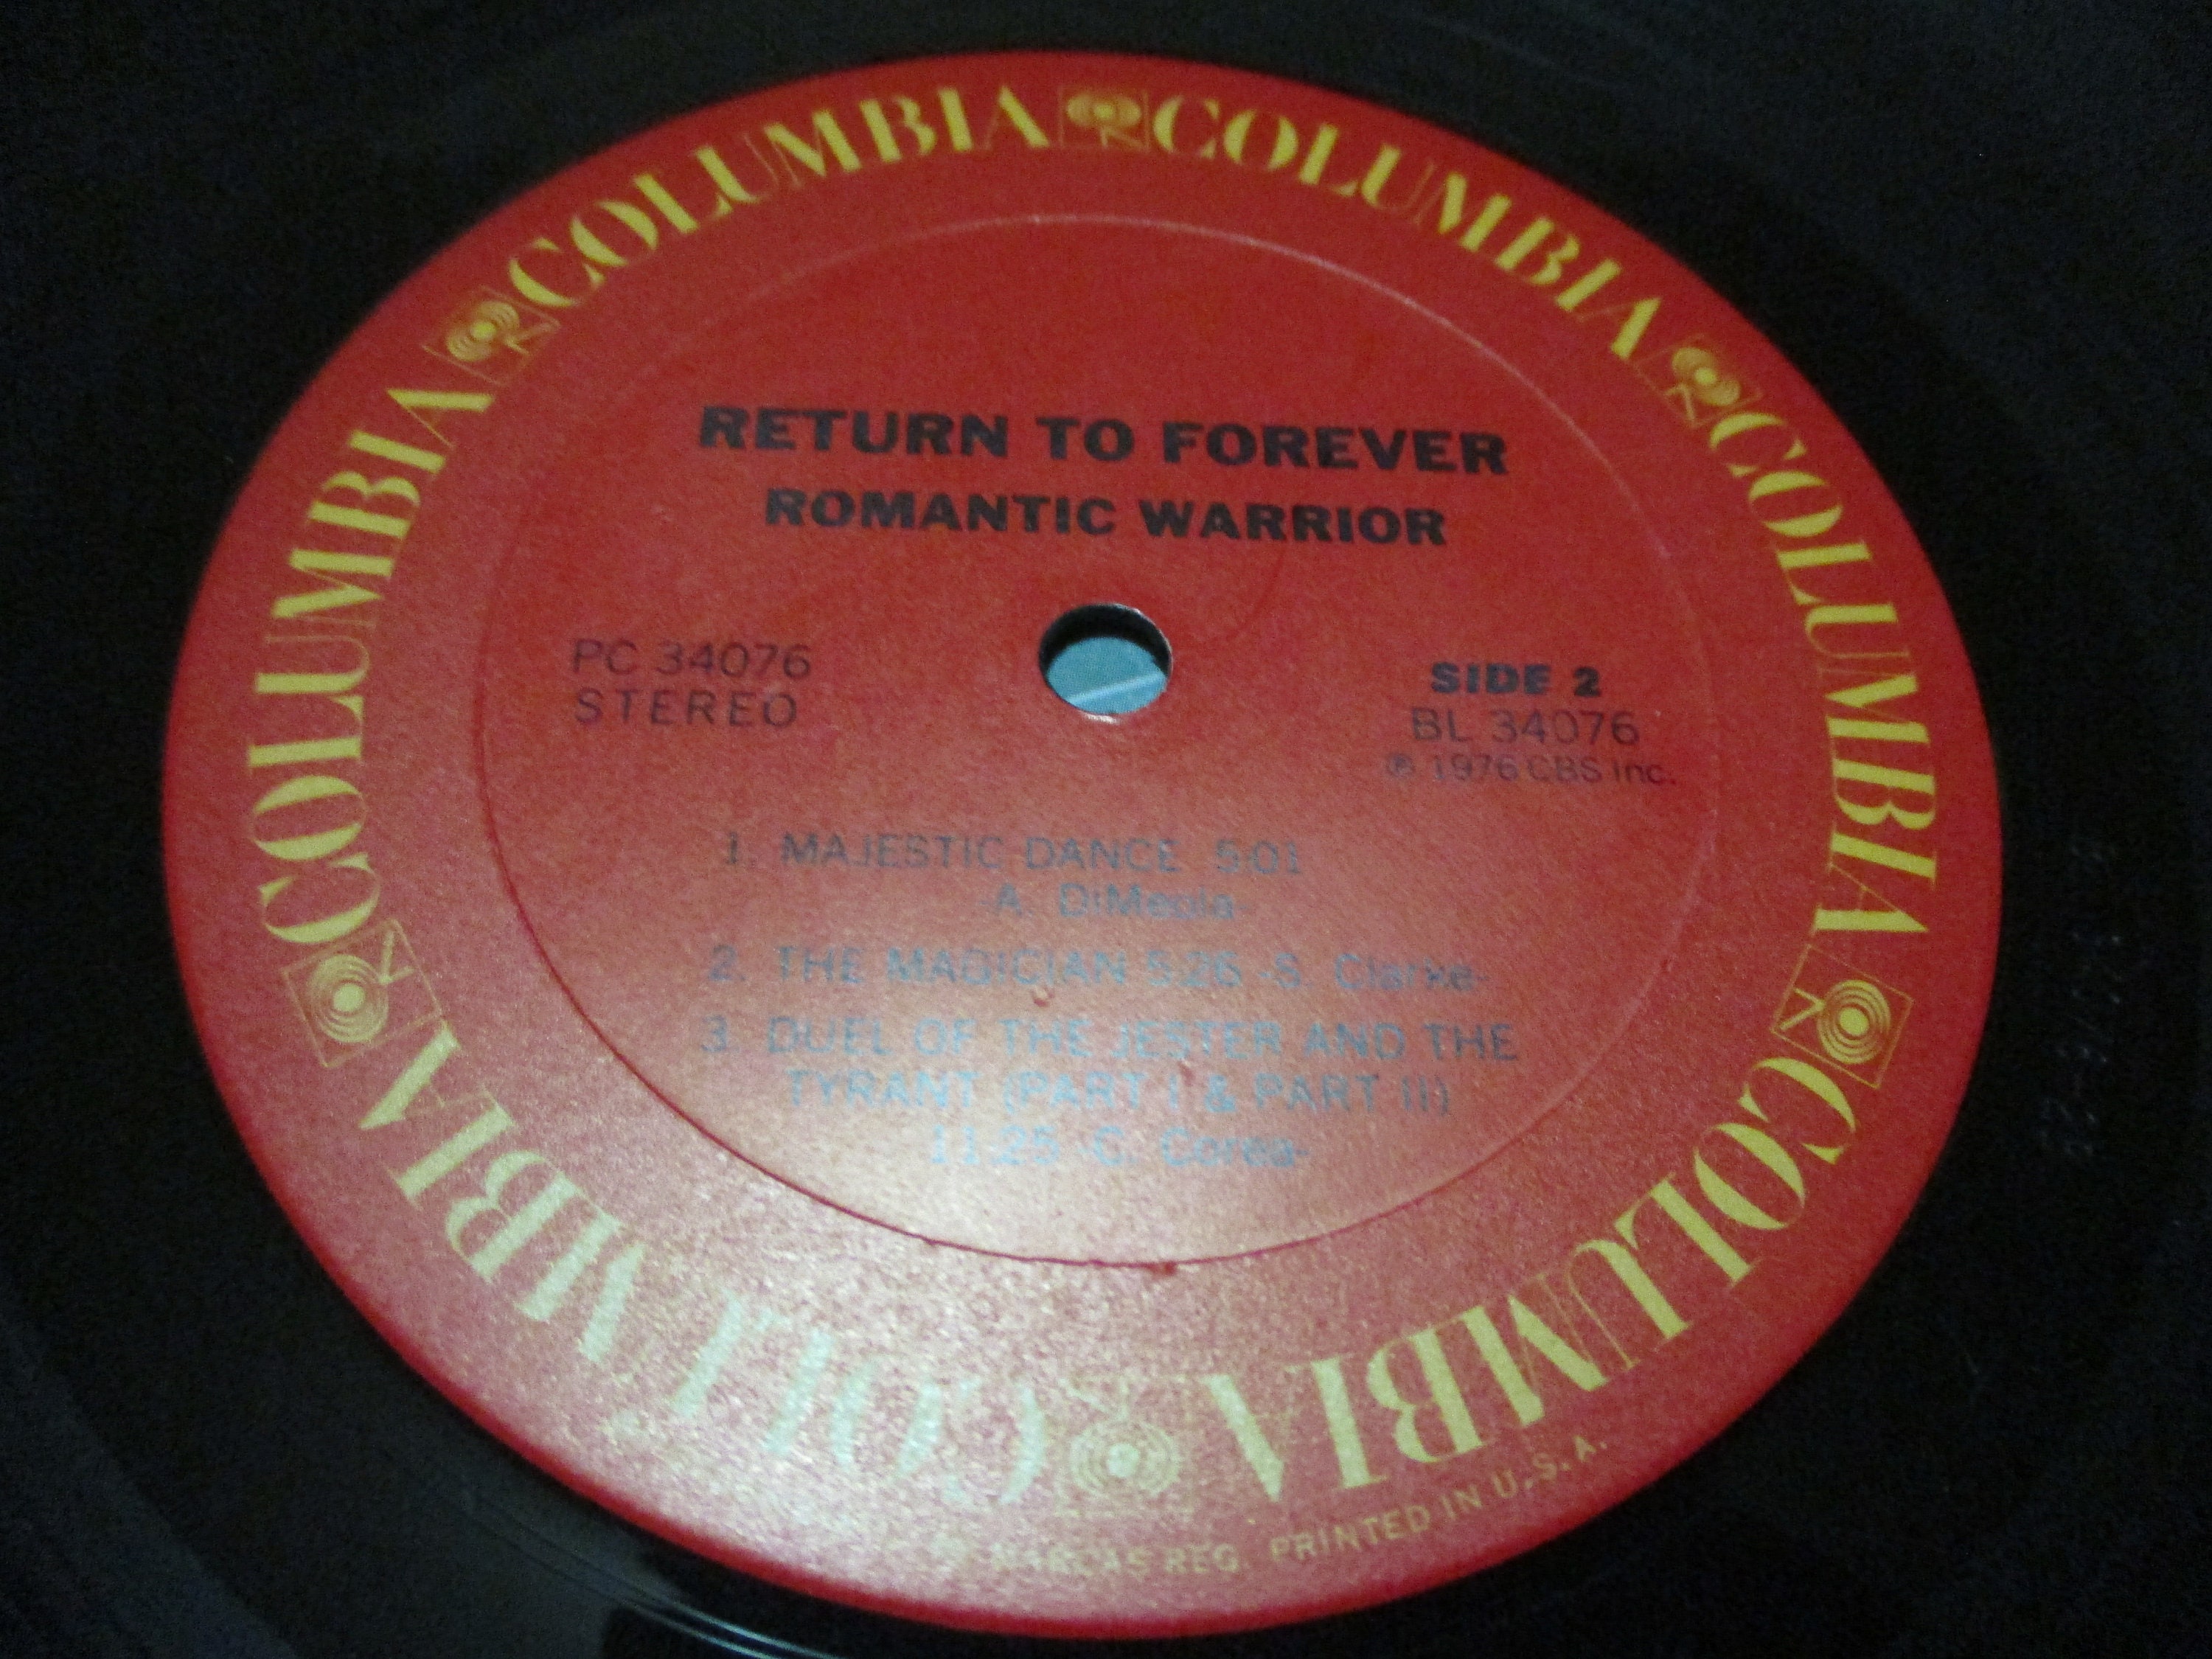 COLUMBIA COLUMBIA COLUMBIA COLUMBIA COLUMBIA COLUMBIA
RETURN TO FOREVER
ROMANTIC WARRIOR
PC 34076
STEREO
SIDE 2
BL 34076
℗ 1976 CBS Inc.
1. MAJESTIC DANCE 5:01
-A. DiMeola-
2. THE MAGICIAN 5:26 -S. Clarke-
3. DUEL OF THE JESTER AND THE
TYRANT (PART I & PART II)
11:25 -C. Corea-
MARCAS REG. PRINTED IN U.S.A.